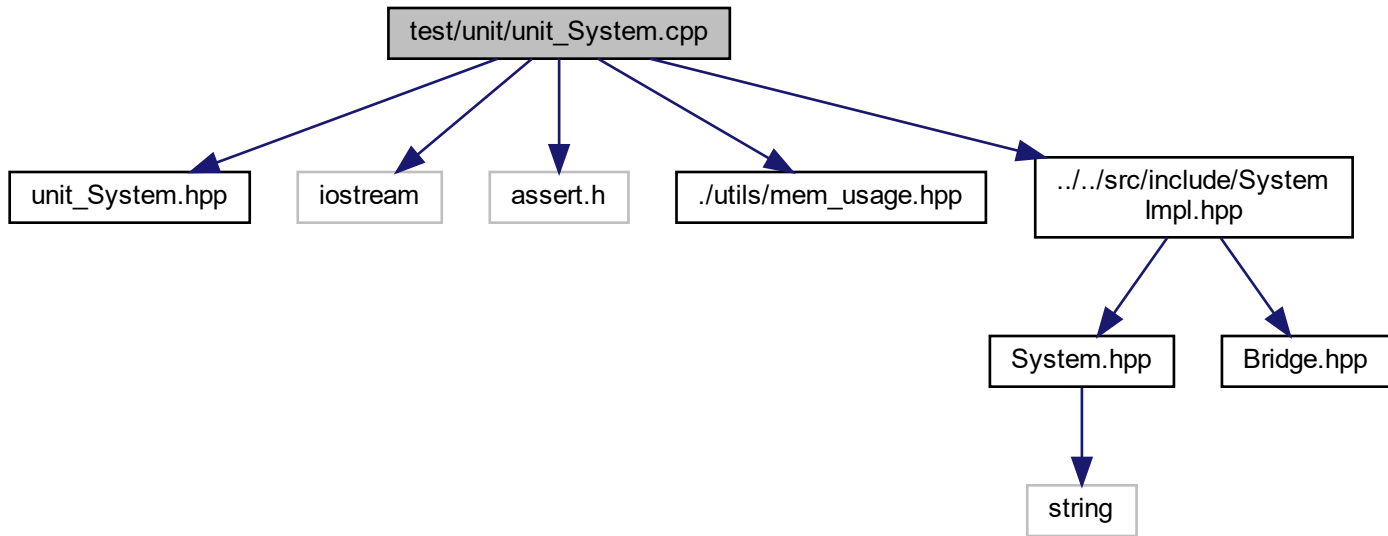 test/unit/unit_System.cpp
unit_System.hpp
iostream
assert.h
./utils/mem_usage.hpp
../../src/include/System
Impl.hpp
System.hpp
Bridge.hpp
string